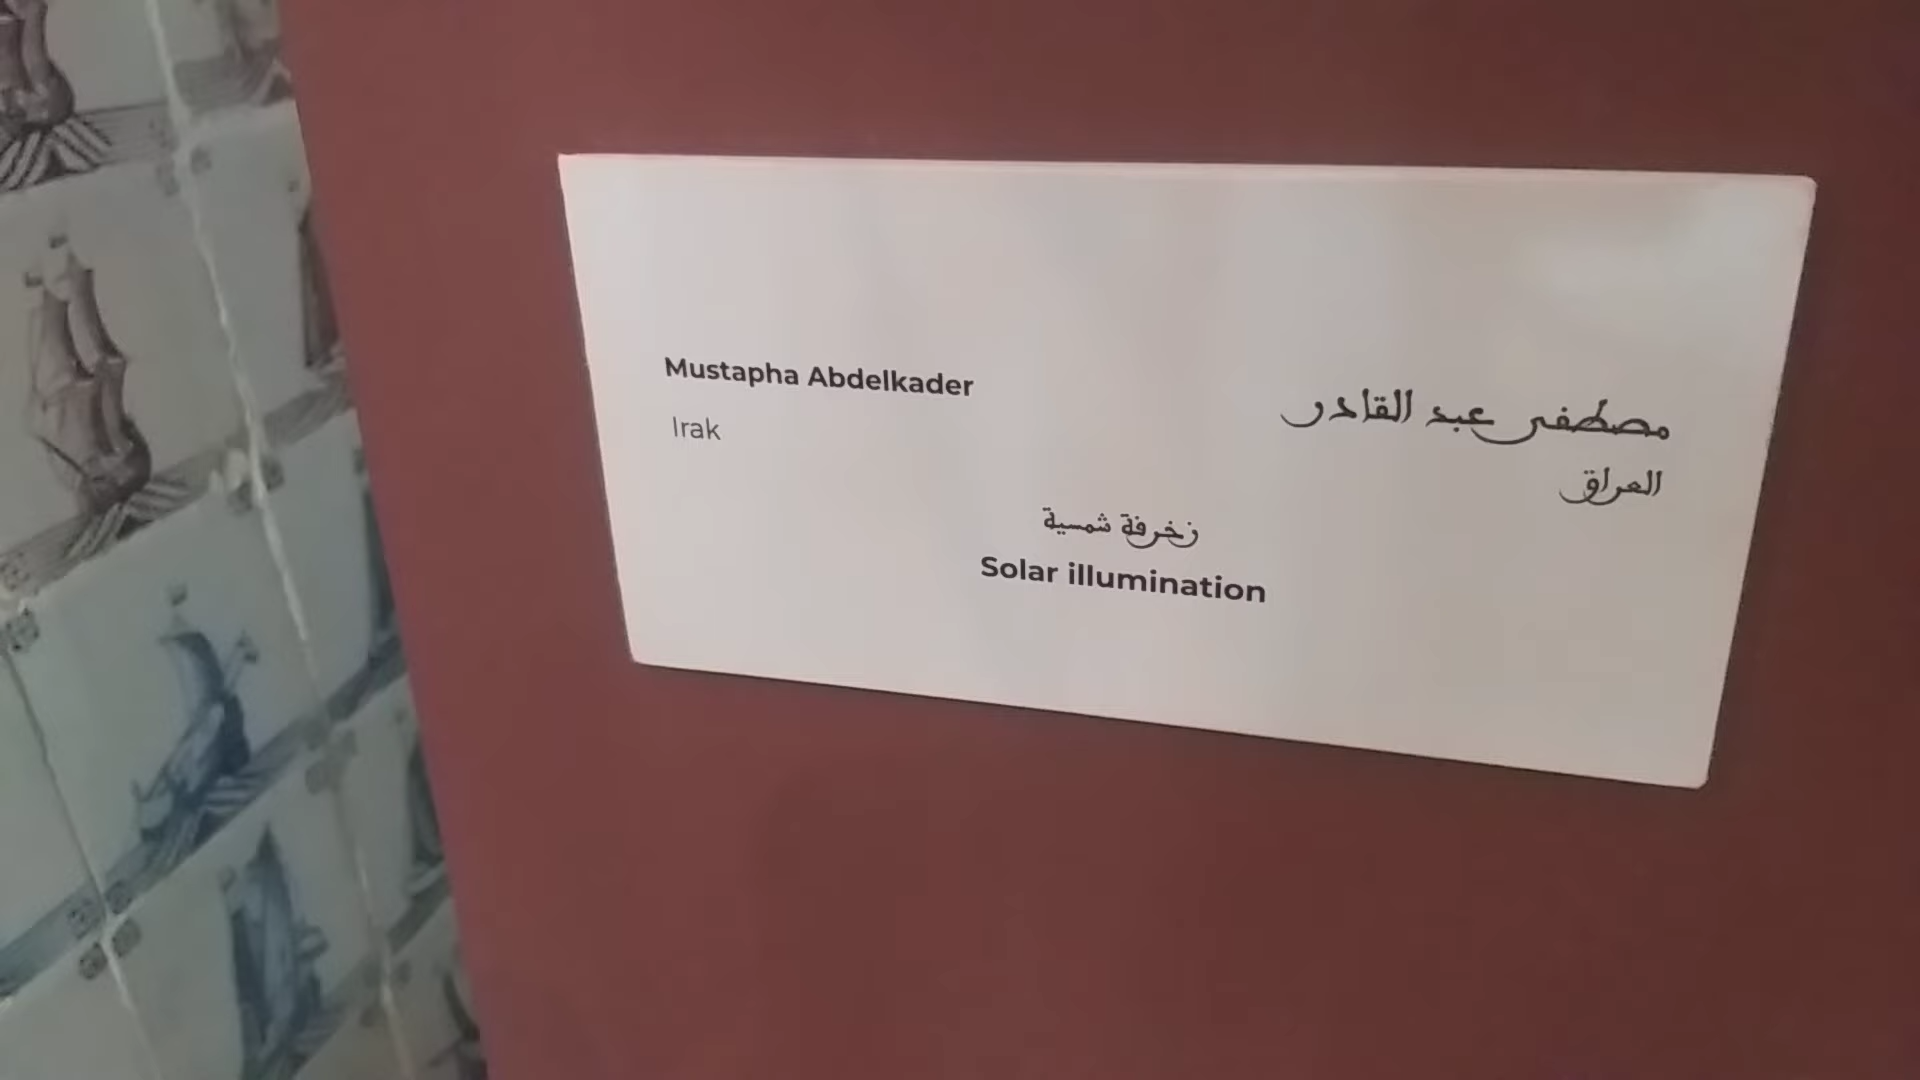 Mustapha Abdelkader
Irak
مصطفى عبد القادر
العراق
زخرفة شمسية
Solar illumination